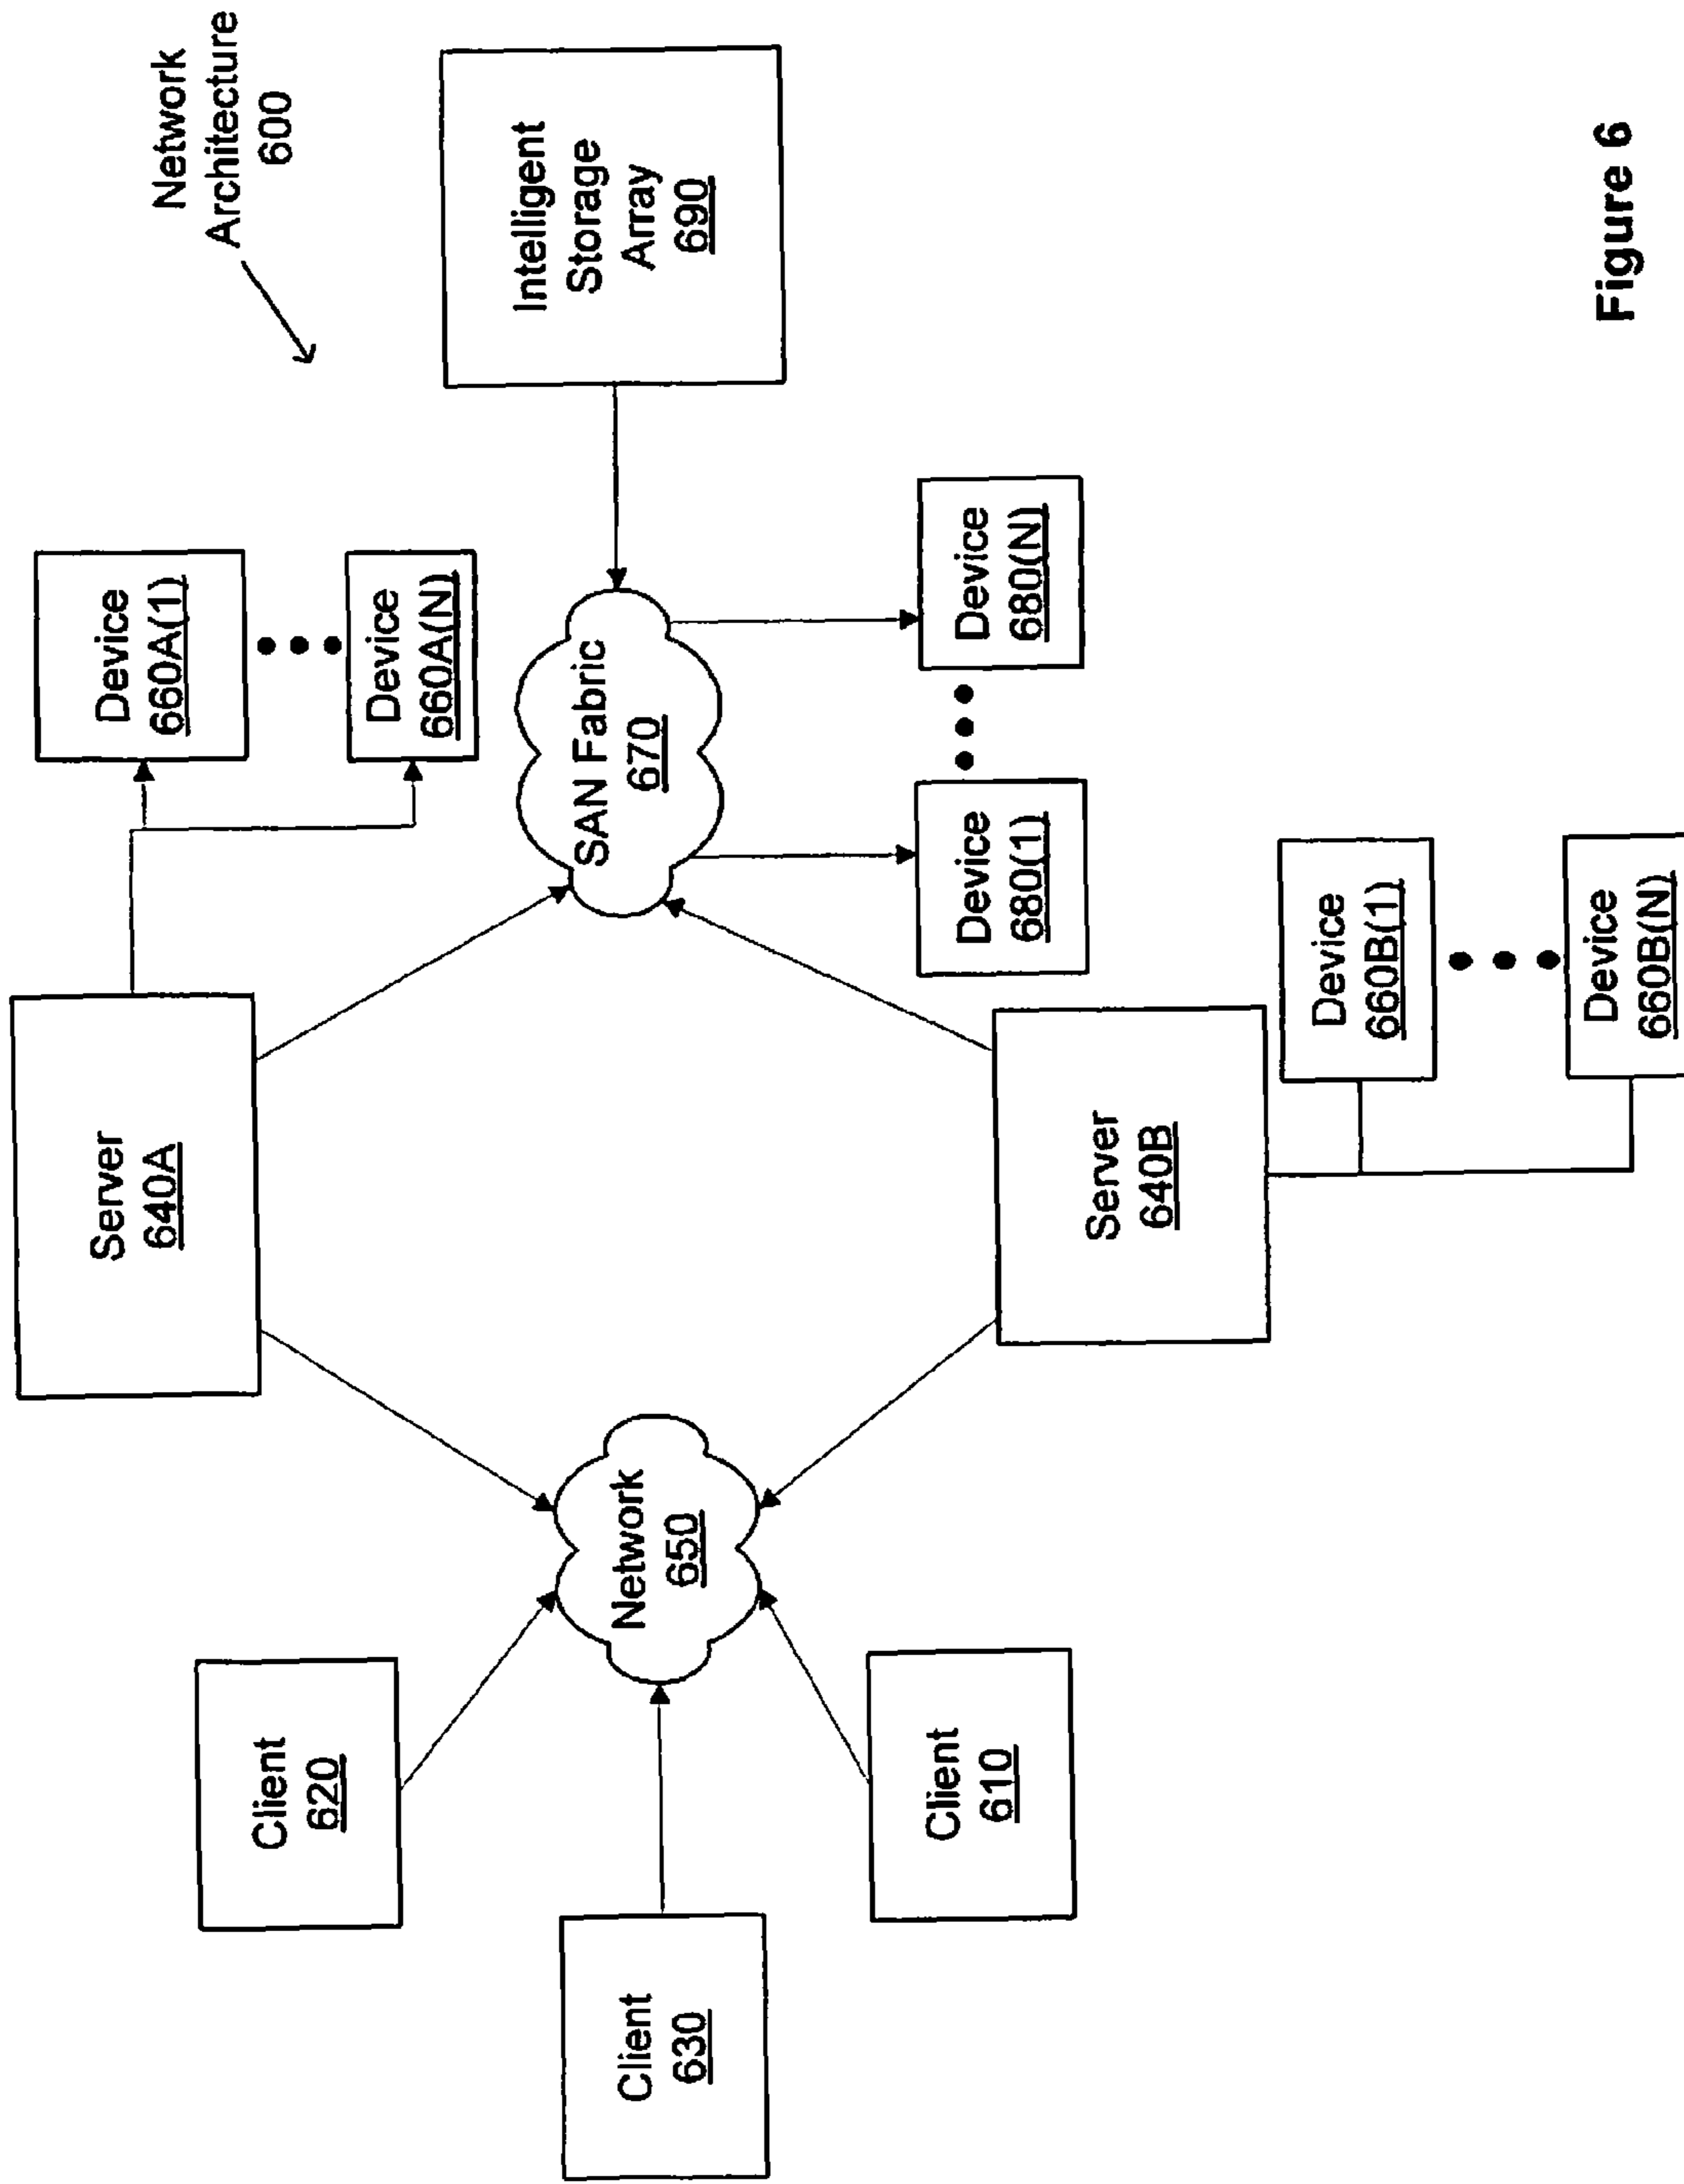 Network
Architecture
600
Server
640A
Device
660A(1)
Device
660A(N)
Client
620
Client
630
Client
610
Network
650
SAN Fabric
670
Intelligent
Storage
Array
690
Device
680(1)
Device
680(N)
Server
640B
Device
660B(1)
Device
660B(N)
Figure 6